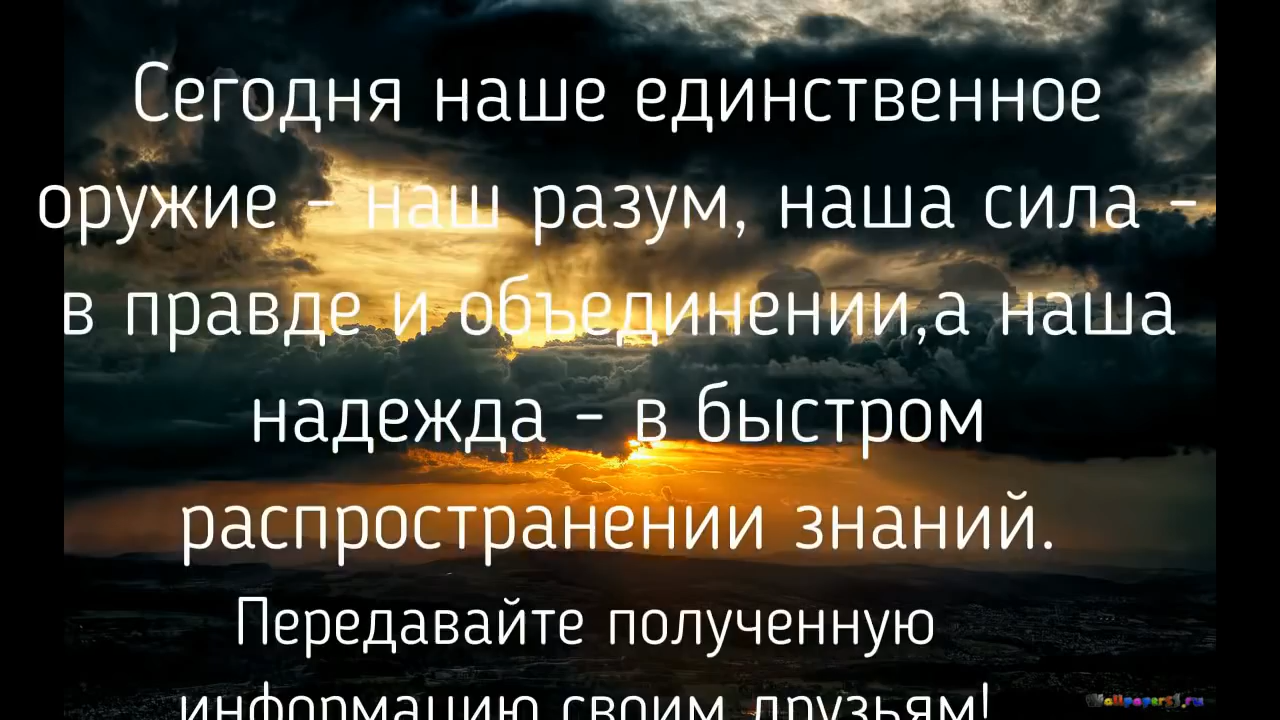 Сегодня наше единственное
оружие - наш разум, наша сила -
в правде и объединении,а наша
надежда - в быстром
распространении знаний.
Передавайте полученную
информацию своим друзьям!